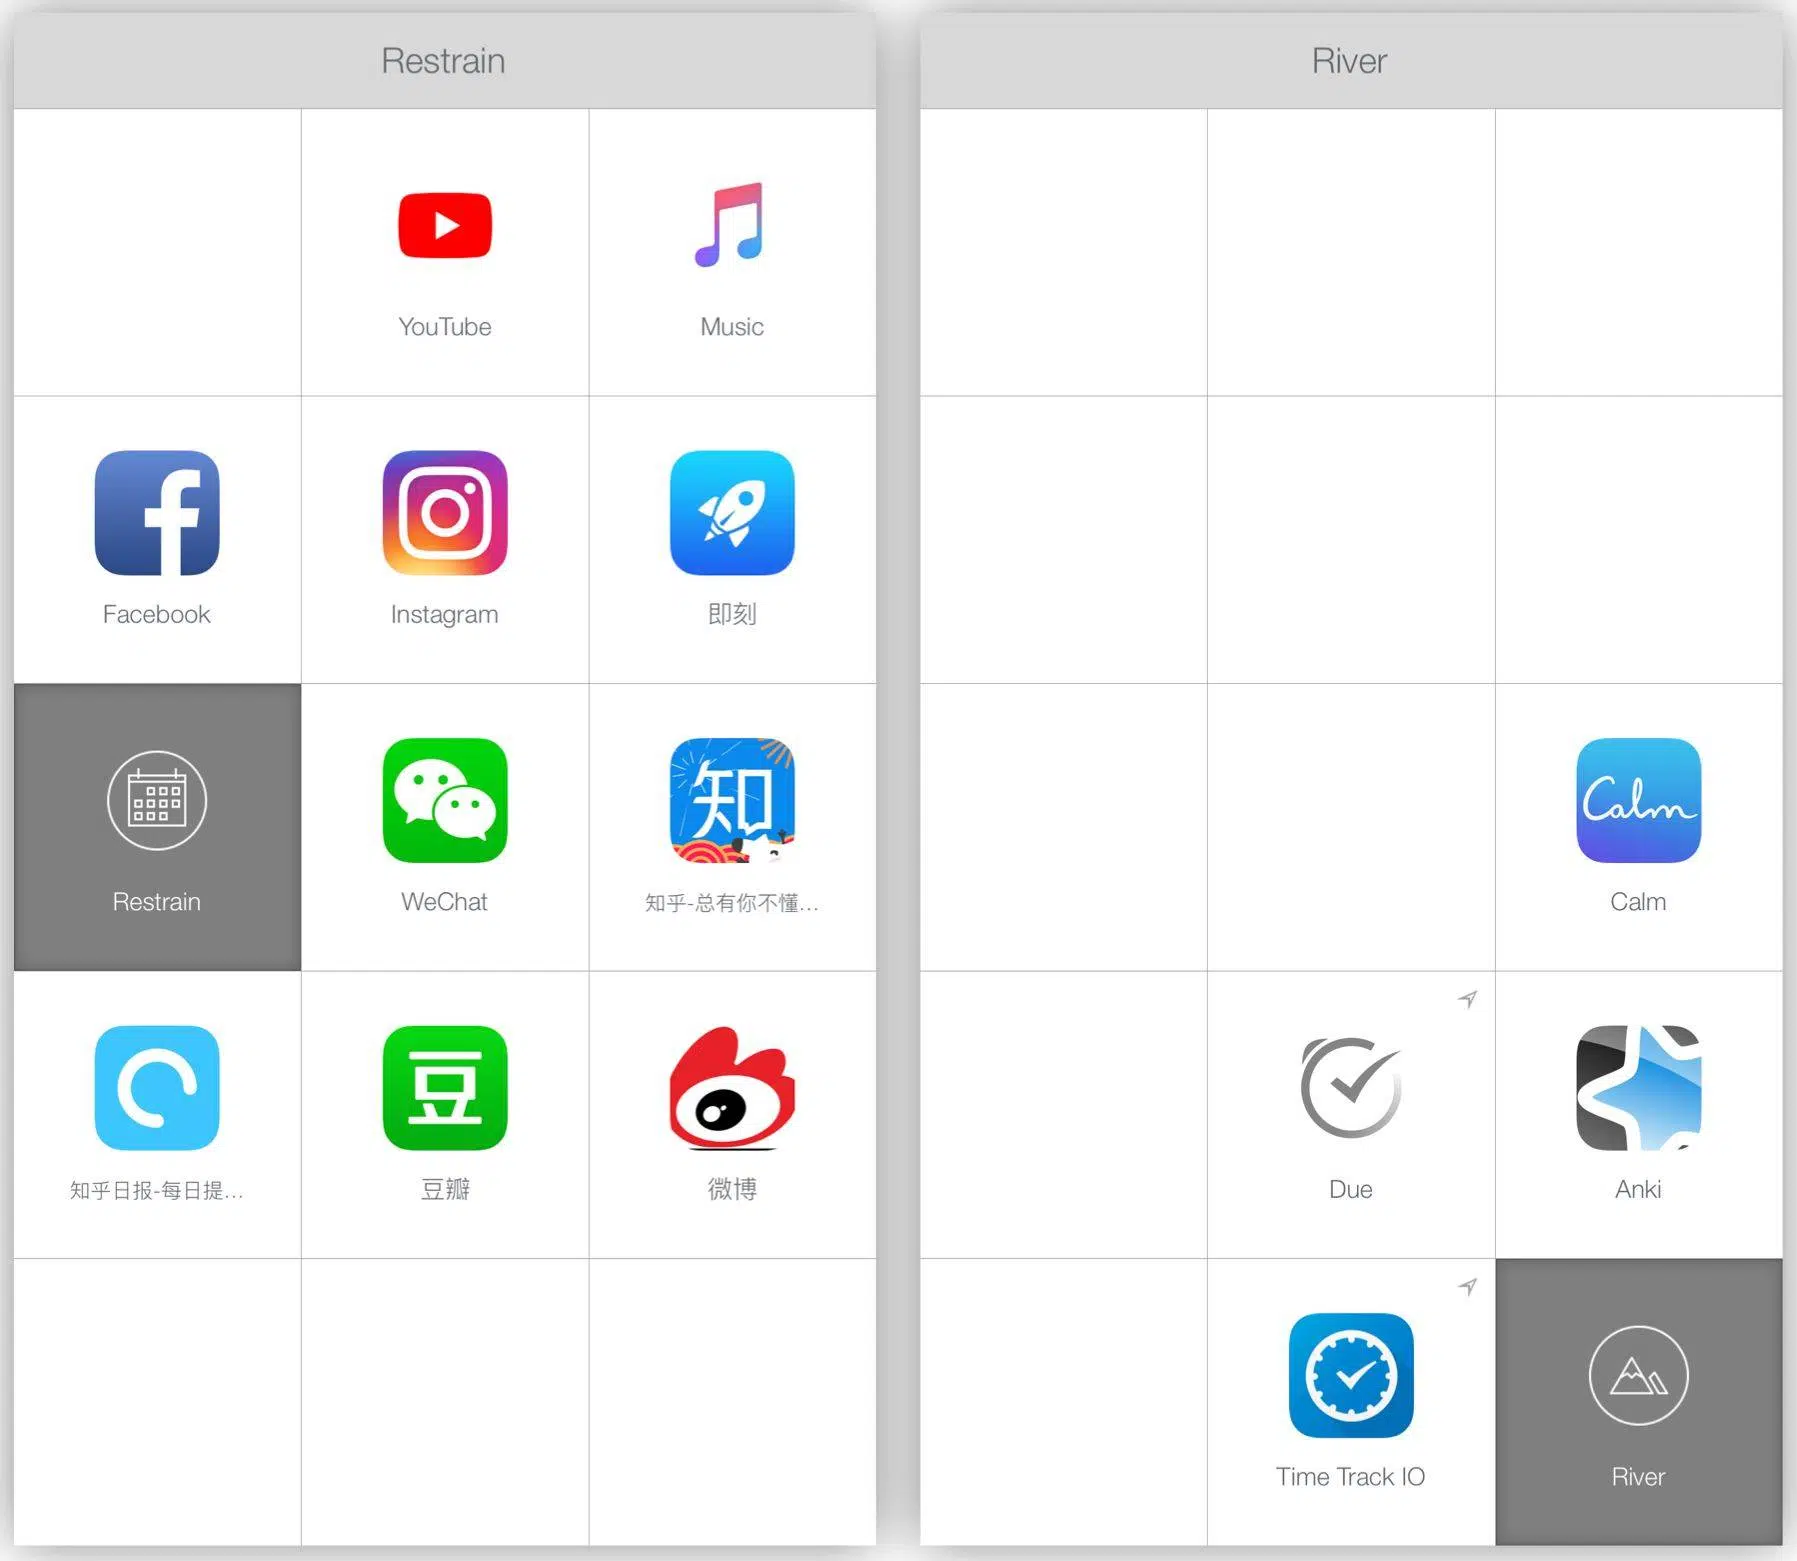 Restrain
YouTube
Music
Facebook
Instagram
即刻
知
Restrain
WeChat
知乎-总有你不懂...
豆
知乎日报-每日提...
豆瓣
微博
River
Calm
Calm
Due
Anki
Time Track IO
River